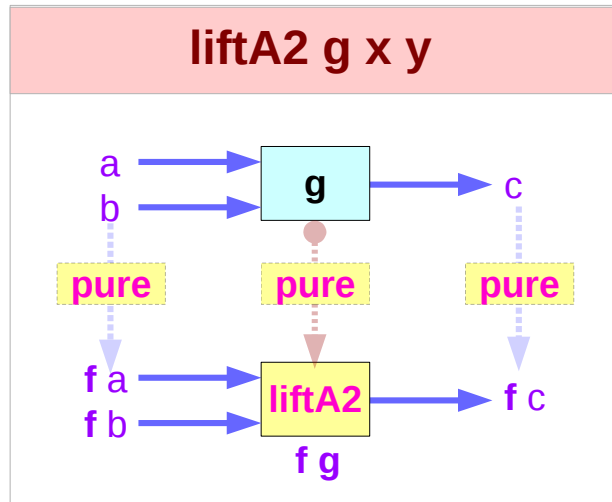 liftA2 g x y
a
g
c
b
pure pure pure
f a
liftA2
f c
f b
f g